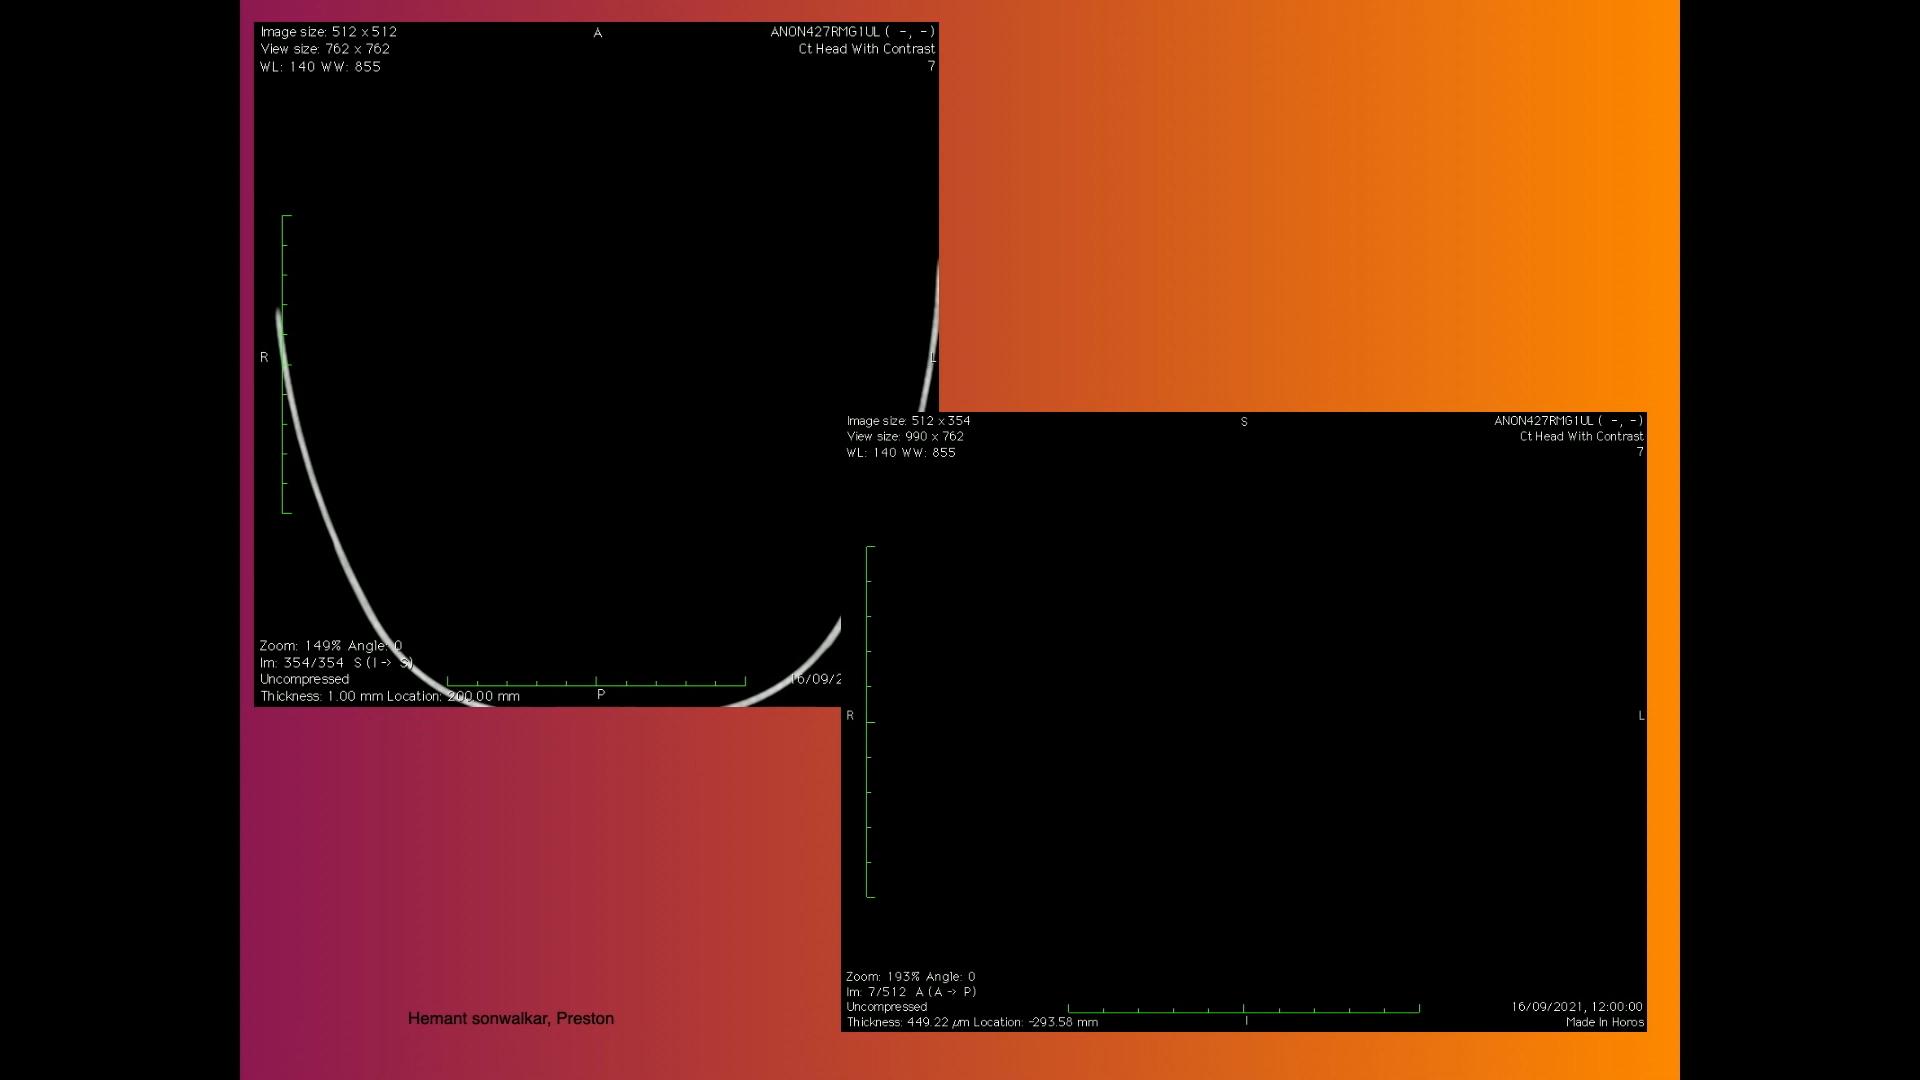 Image size: 512 x 512
View size: 762 x 762
WL: 140 WW: 855
A
ANON427RMG1UL ( -, -)
Ct Head With Contrast
7
R
L
Zoom: 149% Angle: 0
Im: 354/354 S (I -> S)
Uncompressed
Thickness: 1.00 mm Location: 200.00 mm
P
16/09/2
Image size: 512 x 354
View size: 990 x 762
WL: 140 WW: 855
S
ANON427RMG1UL ( -, -)
Ct Head With Contrast
7
R
L
Zoom: 193% Angle: 0
Im: 7/512 A (A -> P)
Uncompressed
Thickness: 449.22 µm Location: -293.58 mm
I
16/09/2021, 12:00:00
Made In Horos
Hemant sonwalkar, Preston